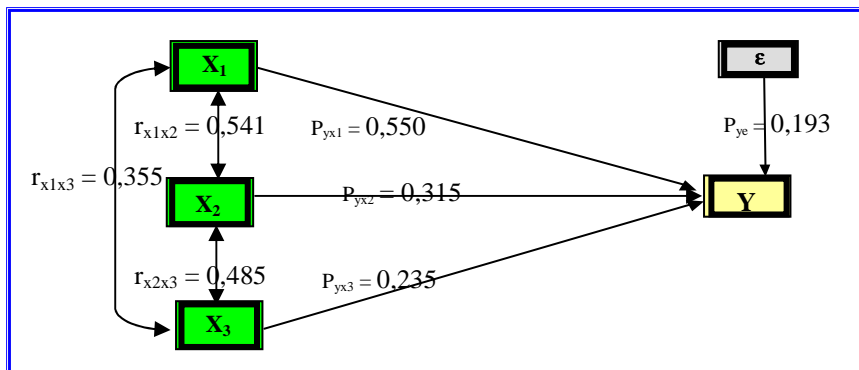 X₁
ε
rₓ₁ₓ₂ = 0,541
Pyx1 = 0,550
Pye = 0,193
rx1x3 = 0,355
X₂
Pyx2 = 0,315
Y
rx2x3 = 0,485
Pyx3 = 0,235
X₃